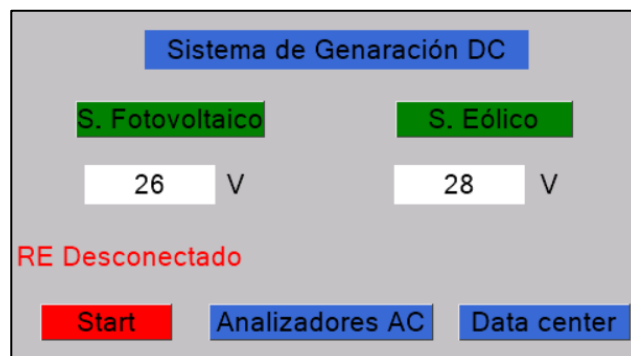 Sistema de Genaración DC
S. Fotovoltaico S. Eólico
26 V 28 V
RE Desconectado
Start Analizadores AC Data center